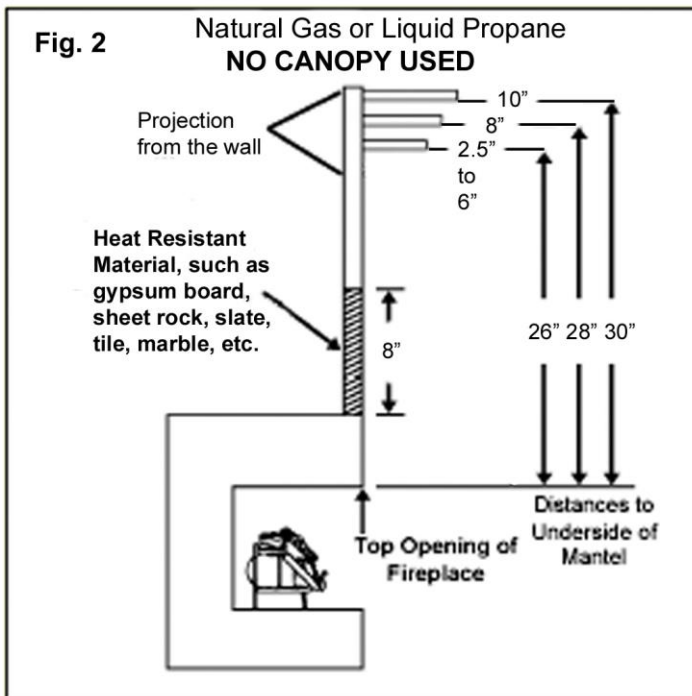 Fig. 2
Natural Gas or Liquid Propane
NO CANOPY USED
Projection
from the wall
10”
8”
2.5”
to
6”
Heat Resistant
Material, such as
gypsum board,
sheet rock, slate,
tile, marble, etc.
8”
26” 28” 30”
Top Opening of
Fireplace
Distances to
Underside of
Mantel